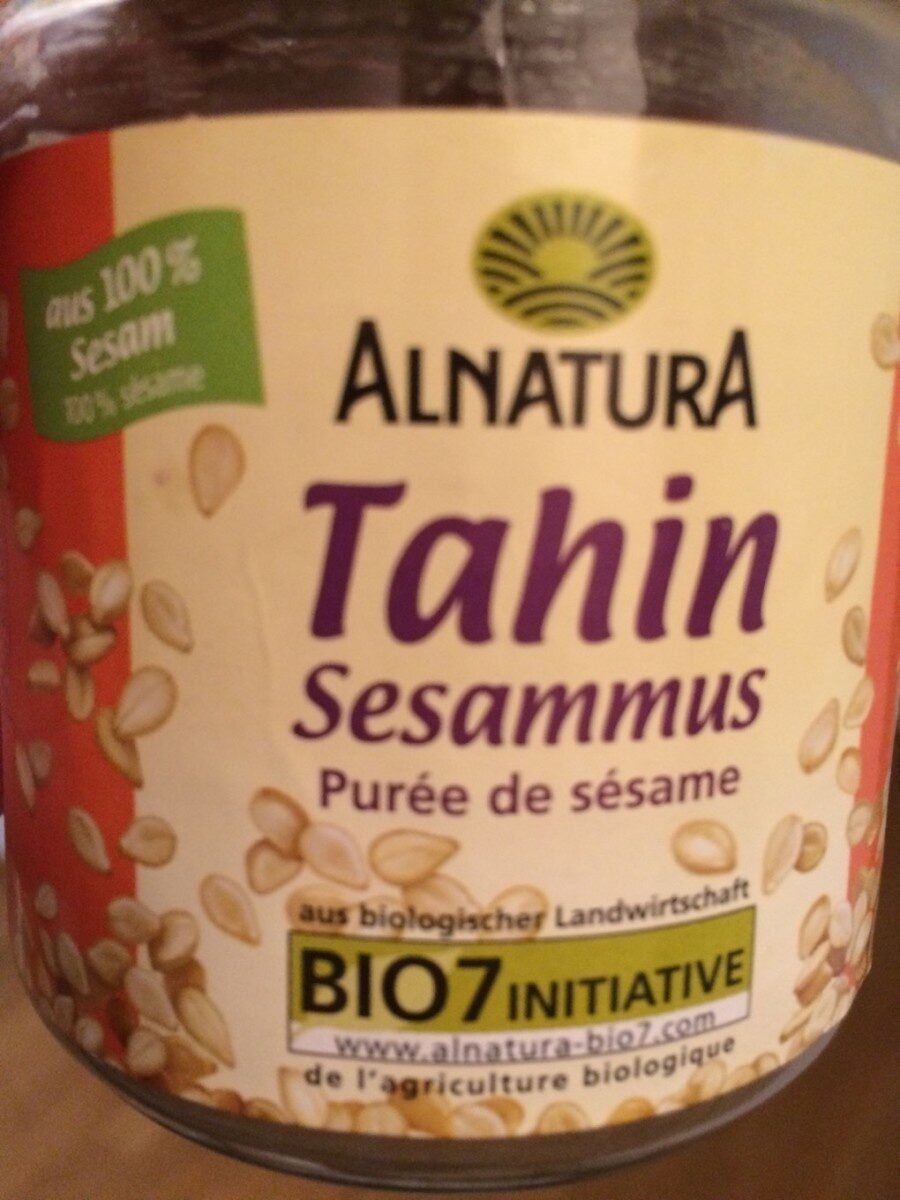 aus 100%
Sesam
100% sésame
ALNATURA
Tahin
Sesammus
Purée de sésame
aus biologischer Landwirtschaft
BIO7 INITIATIVE
www.alnatura-bio7.com
de l'agriculture biologique